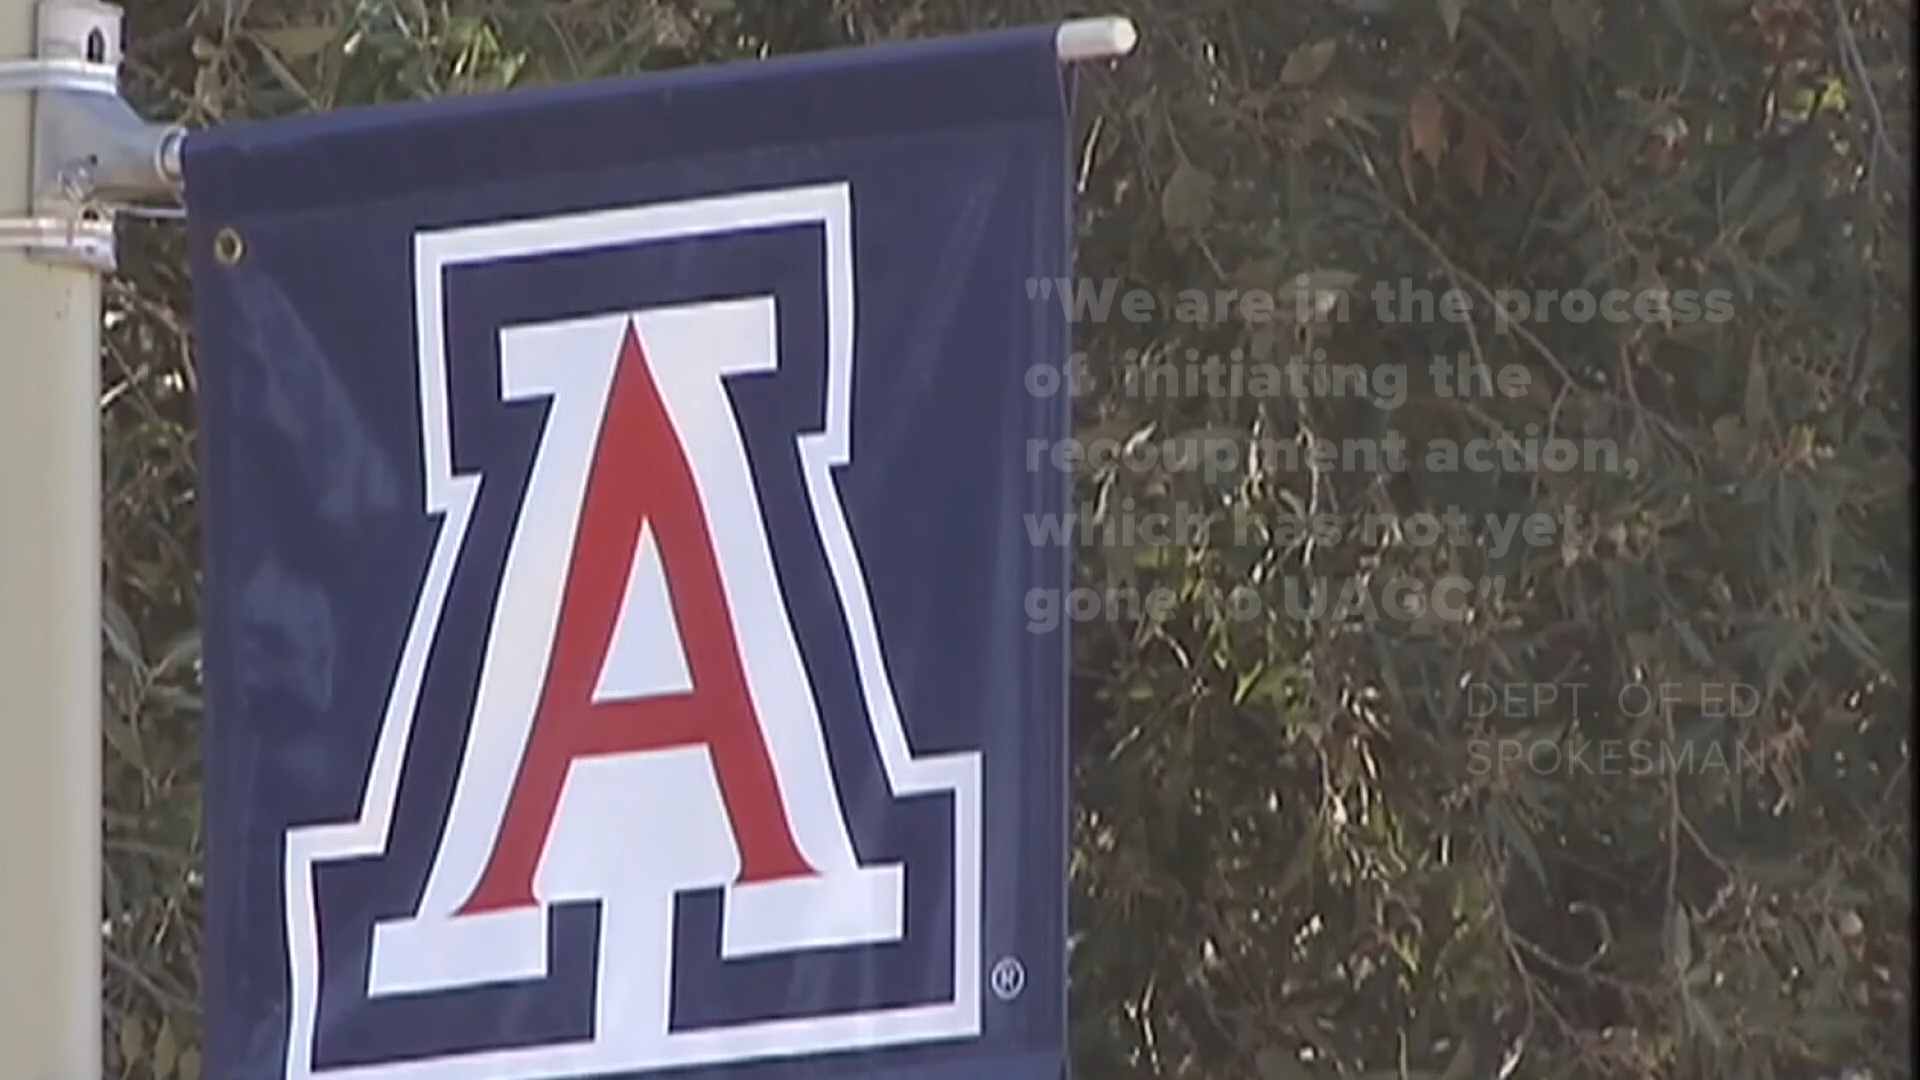 A
®
"We are in the process
of initiating the
recoupment action,
which has not yet
gone to UAGC"
DEPT. OF ED
SPOKESMAN